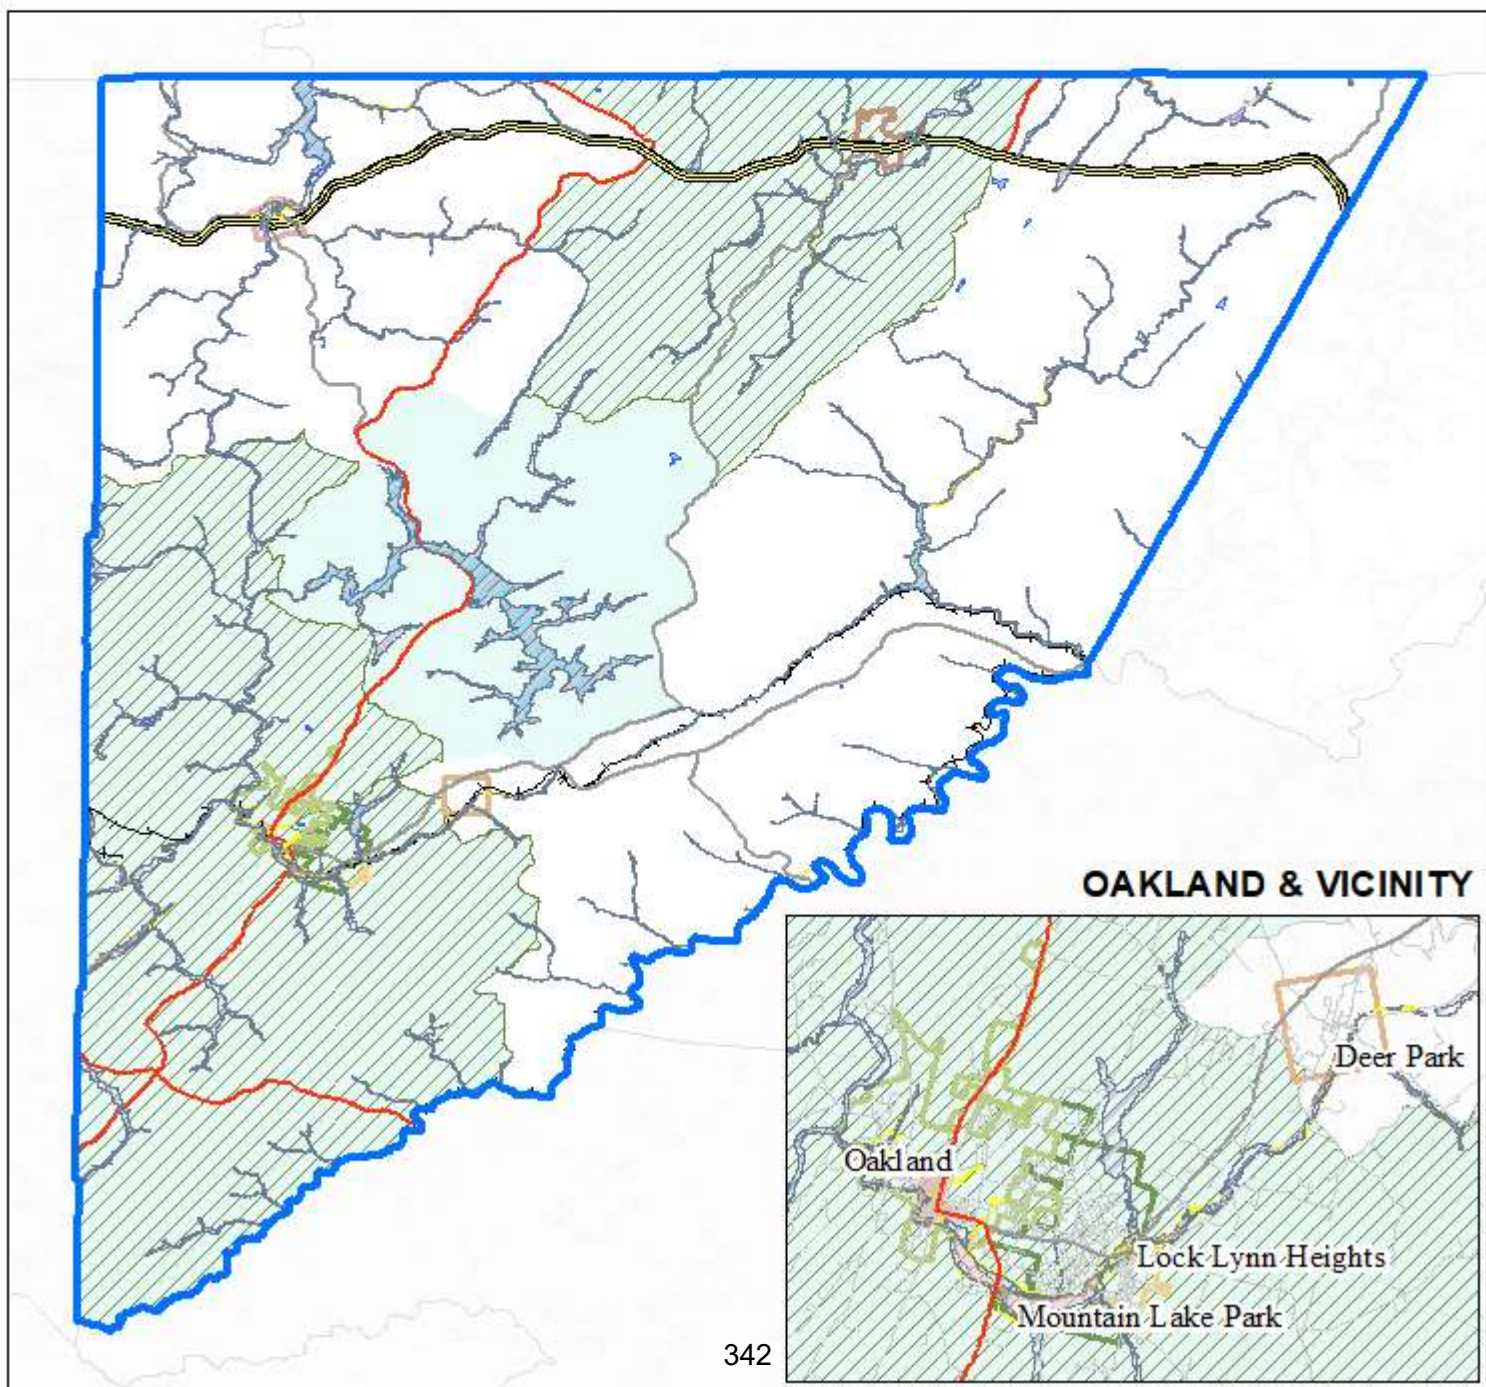 OAKLAND & VICINITY
Deer Park
Oakland
Lock Lynn Heights
Mountain Lake Park
342